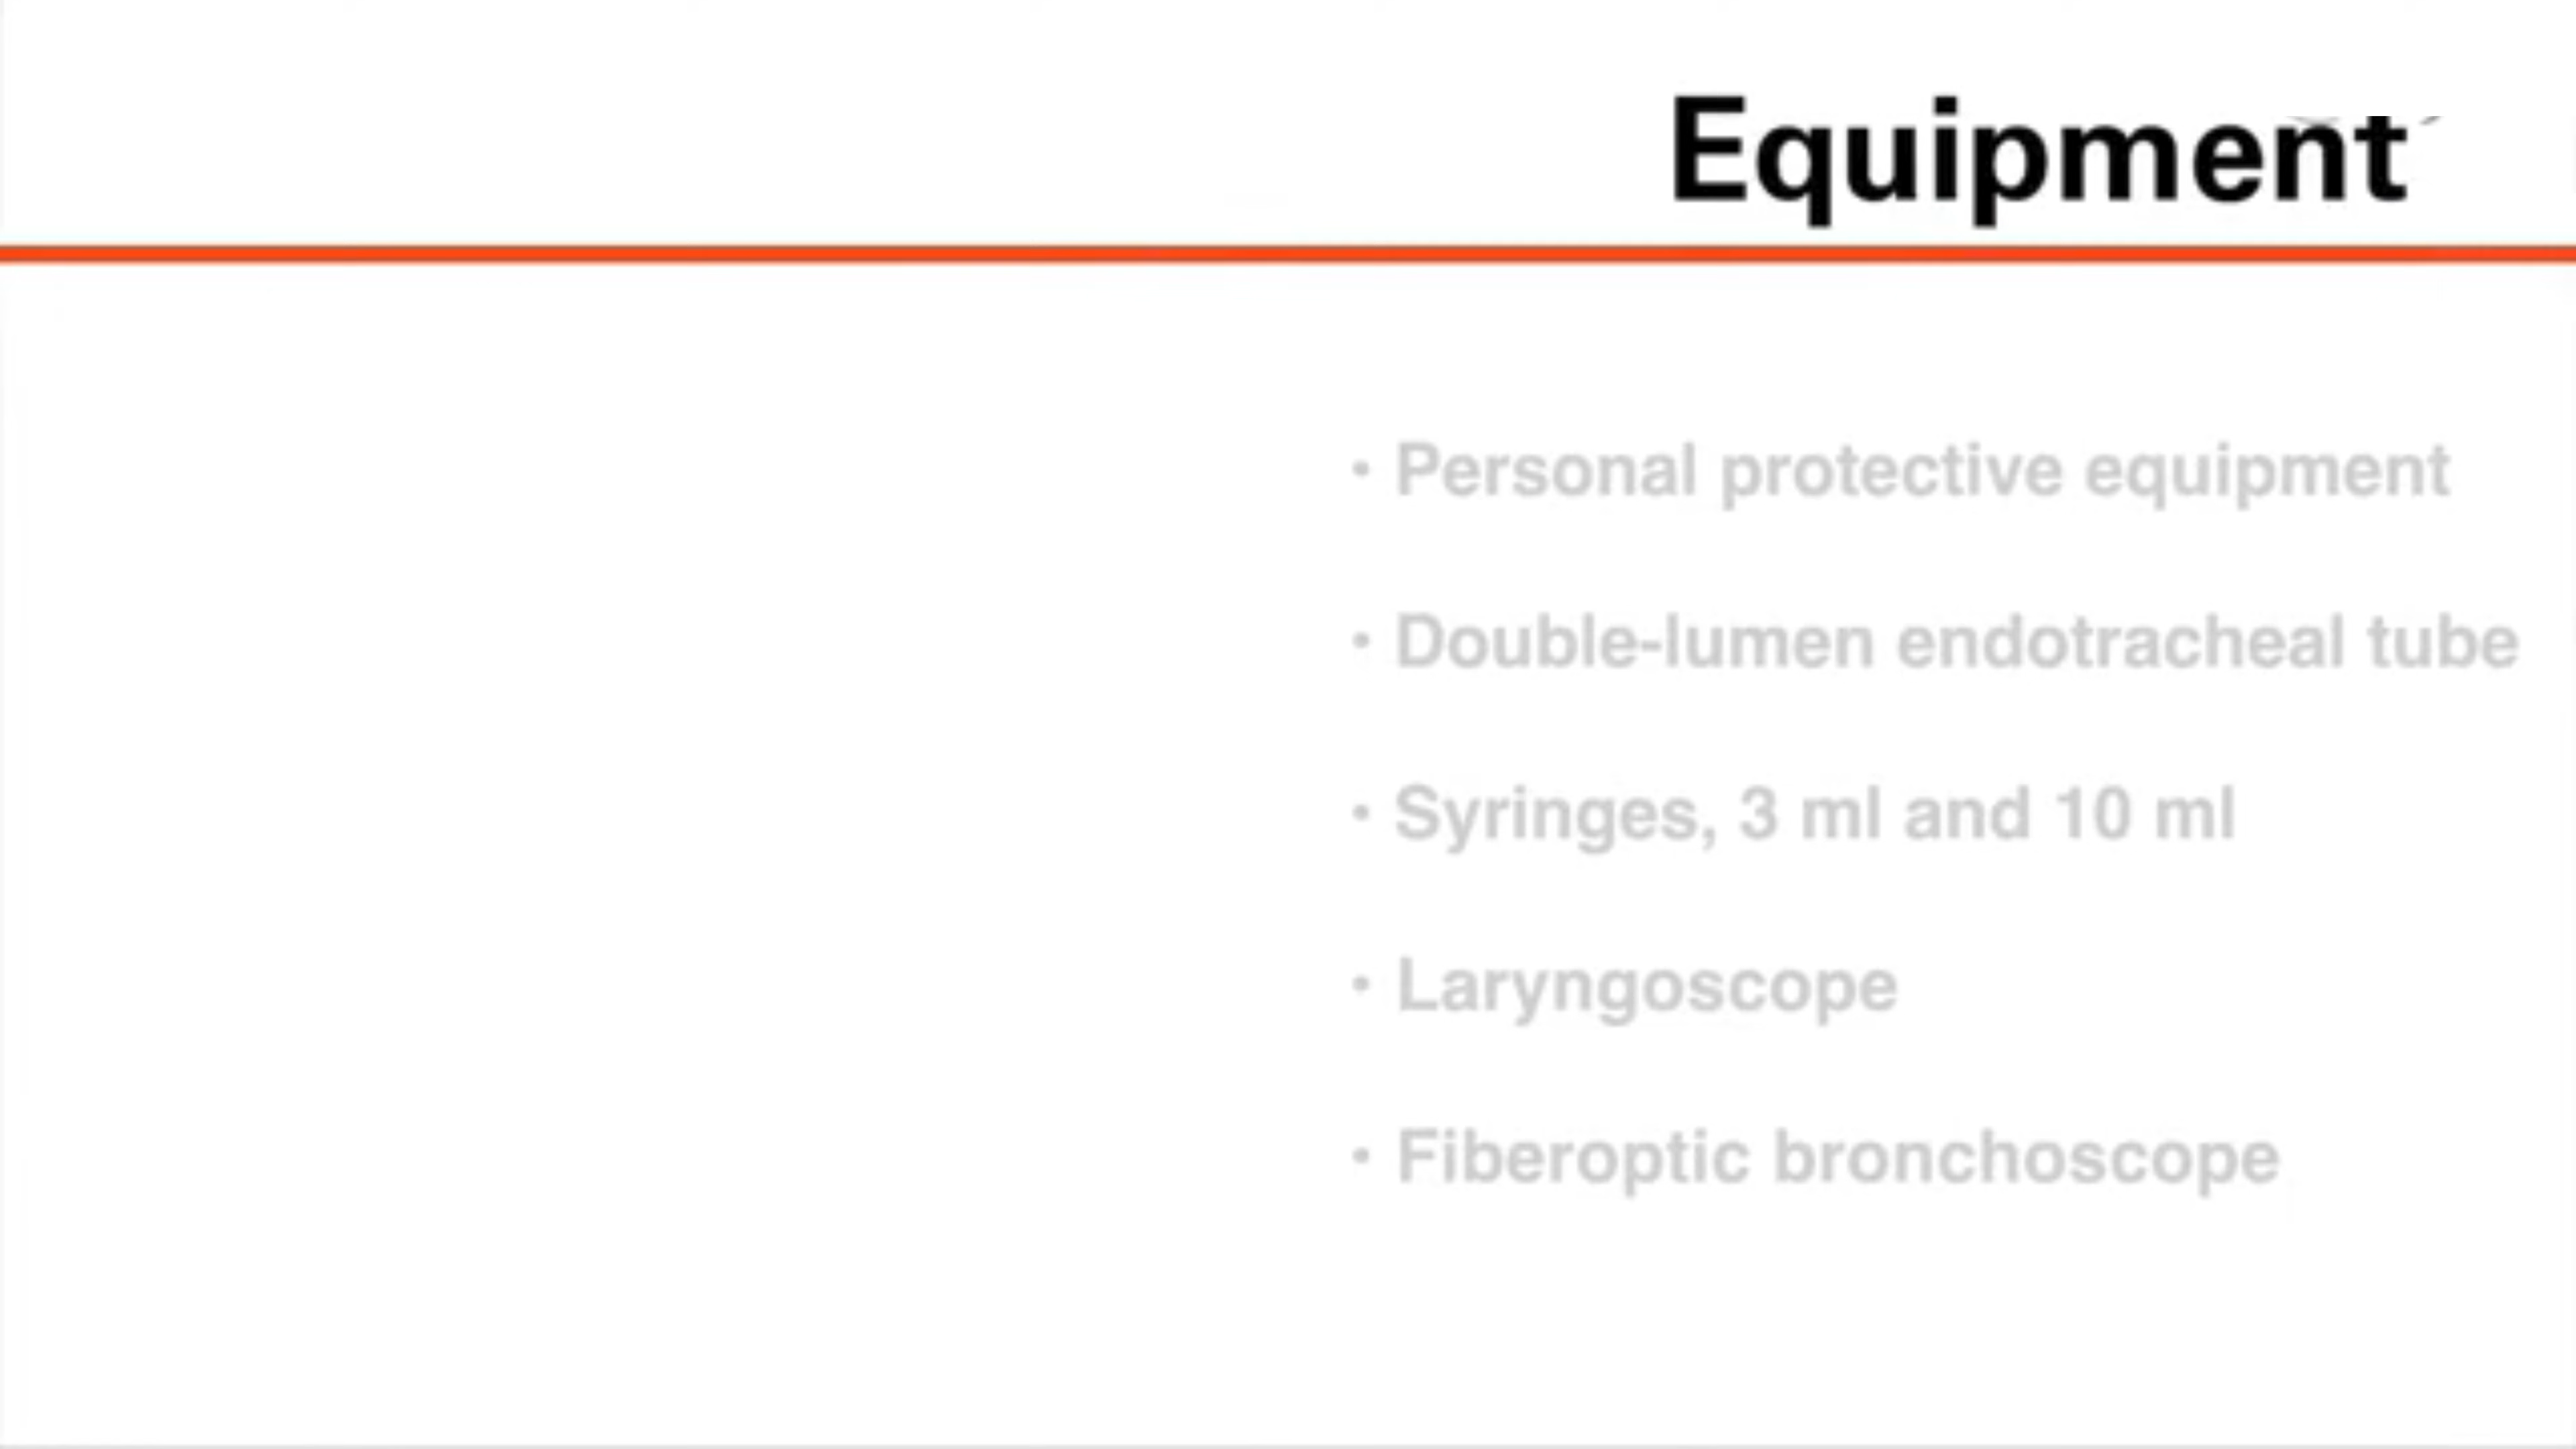 Equipment
• Personal protective equipment
• Double-lumen endotracheal tube
• Syringes, 3 ml and 10 ml
• Laryngoscope
• Fiberoptic bronchoscope